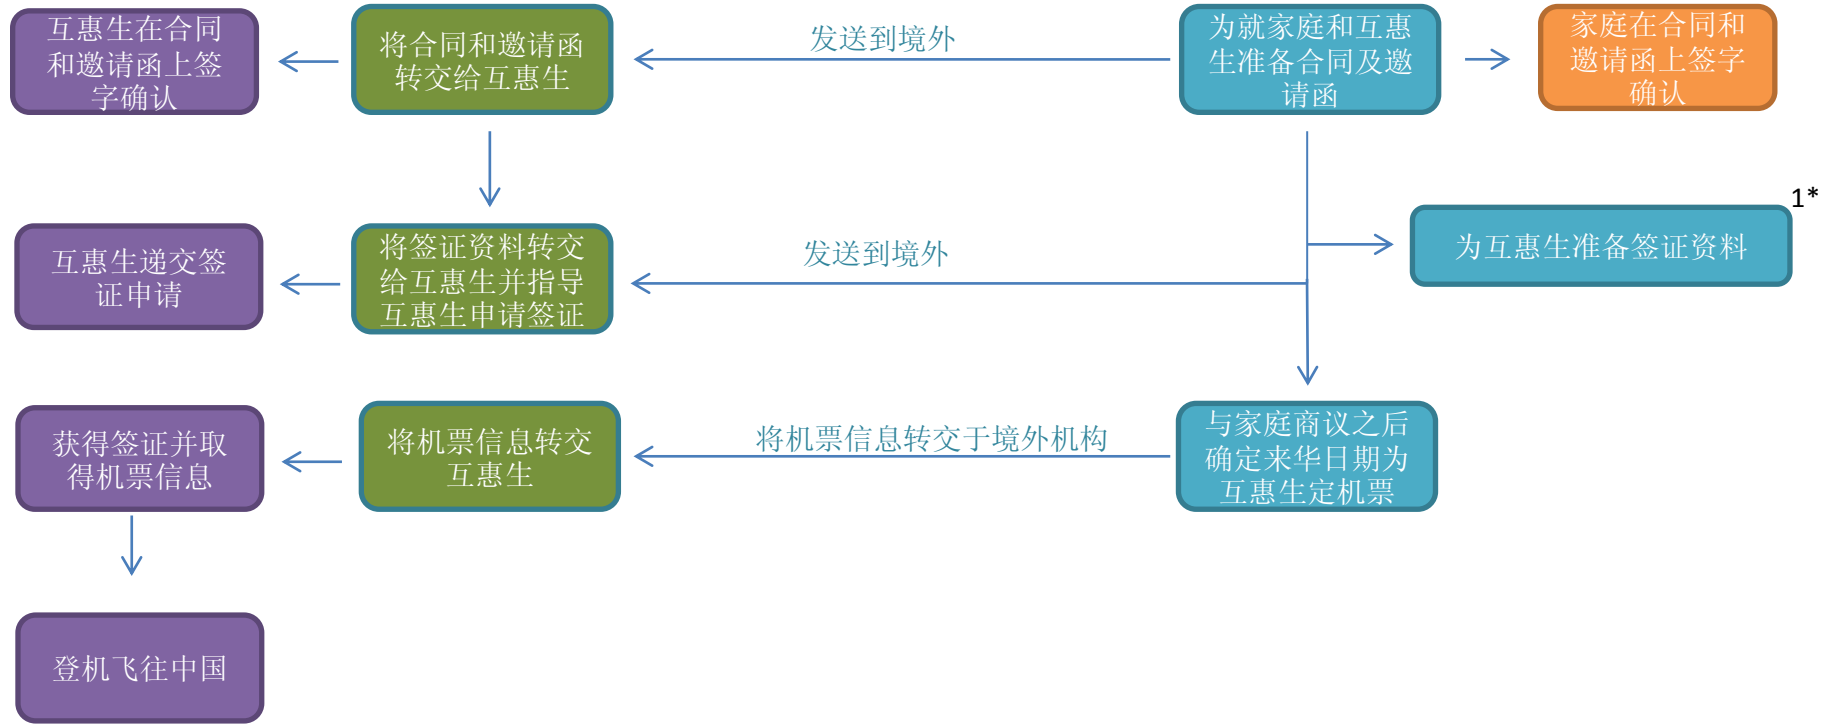 互惠生在合同
和邀请函上签
字确认
将合同和邀请函
转交给互惠生
发送到境外
为就家庭和互惠
生准备合同及邀
请函
家庭在合同和
邀请函上签字
确认
1*
互惠生递交签
证申请
将签证资料转交
给互惠生并指导
互惠生申请签证
发送到境外
为互惠生准备签证资料
获得签证并取
得机票信息
将机票信息转交
互惠生
将机票信息转交于境外机构
与家庭商议之后
确定来华日期为
互惠生定机票
登机飞往中国